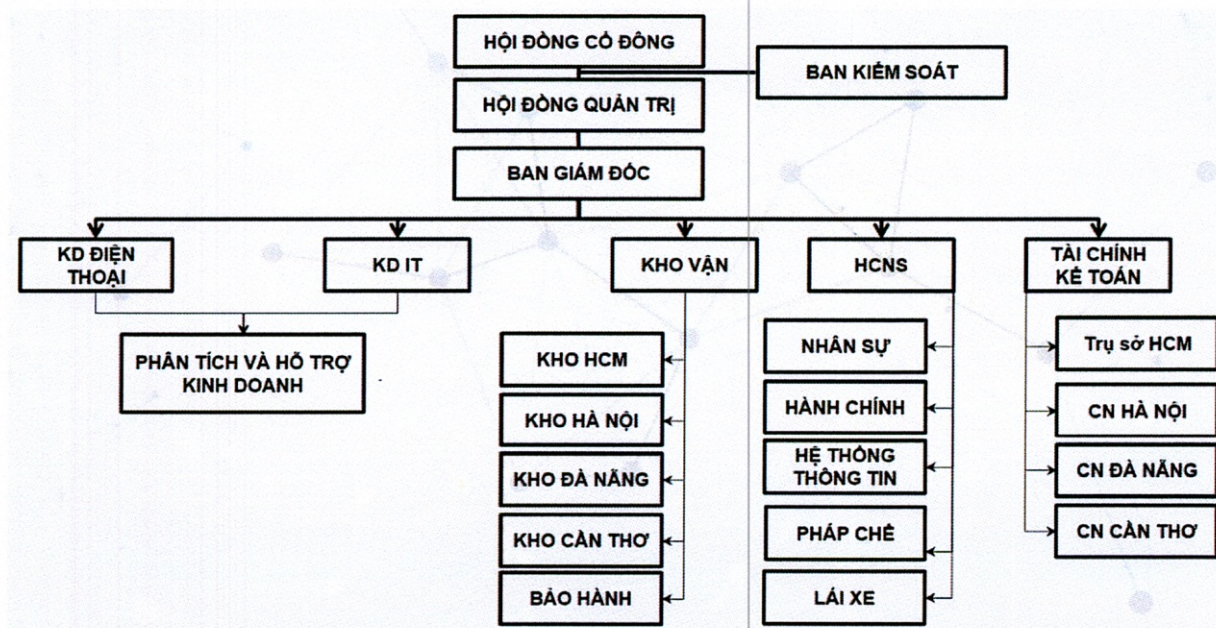 HỘI ĐỒNG CỔ ĐÔNG
BAN KIỂM SOÁT
HỘI ĐỒNG QUẢN TRỊ
BAN GIÁM ĐỐC
KD ĐIỆN
THOẠI
KD IT
KHO VẬN
HCNS
TÀI CHÍNH
KẾ TOÁN
PHÂN TÍCH VÀ HỖ TRỢ
KINH DOANH
KHO HCM
KHO HÀ NỘI
KHO ĐÀ NẴNG
KHO CẦN THƠ
BẢO HÀNH
NHÂN SỰ
HÀNH CHÍNH
HỆ THỐNG
THÔNG TIN
PHÁP CHẾ
LÁI XE
Trụ sở HCM
CN HÀ NỘI
CN ĐÀ NẴNG
CN CẦN THƠ